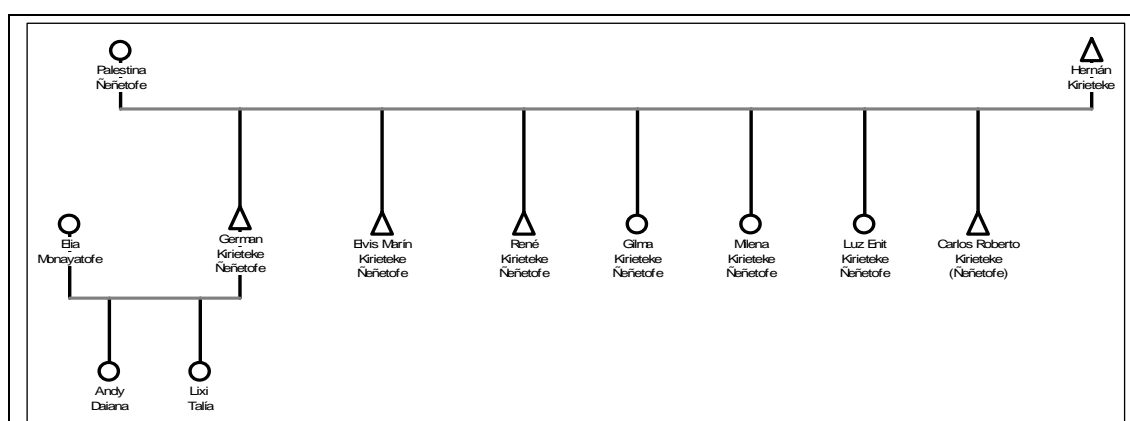 Palestina
Ñeñetofe
Hernán
Kirieteke
Elia
Monayatofe
German
Kirieteke
Ñeñetofe
Elvis Marín
Kirieteke
Ñeñetofe
René
Kirieteke
Ñeñetofe
Gilma
Kirieteke
Ñeñetofe
Milena
Kirieteke
Ñeñetofe
Luz Enit
Kirieteke
Ñeñetofe
Carlos Roberto
Kirieteke
(Ñeñetofe)
Andy
Daiana
Lixi
Talía